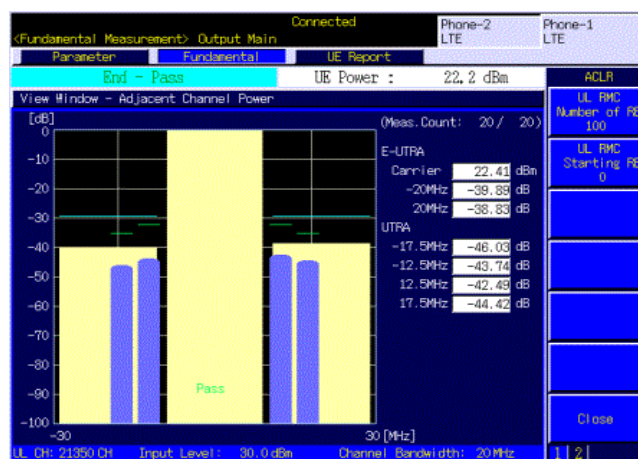 Connected
Phone-2 LTE
Phone-1 LTE
<Fundamental Measurement> Output Main
Parameter
Fundamental
UE Report
End - Pass
UE Power : 22.2 dBm
ACLR
View Window - Adjacent Channel Power
UL RMC
Number of RB
100
UL RMC
Starting RB
0
Close
1 2
[dB]
0
-10
-20
-30
-40
-50
-60
-70
-80
-90
-100
-30
30 [MHz]
Pass
(Meas.Count: 20/ 20)
E-UTRA
Carrier 22.41 dBm
-20MHz -39.89 dB
20MHz -38.83 dB
UTRA
-17.5MHz -46.03 dB
-12.5MHz -43.74 dB
12.5MHz -42.49 dB
17.5MHz -44.42 dB
UL CH: 21350 CH Input Level: 30.0 dBm Channel Bandwidth: 20 MHz